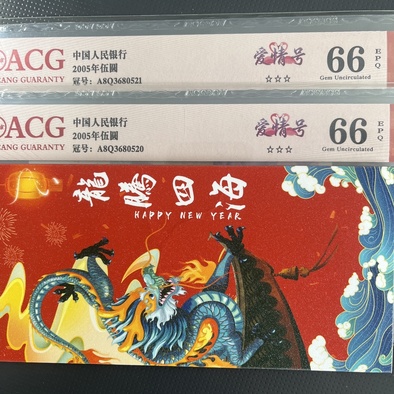 ACG
CANG GUARANTY
中国人民银行
2005年伍圆
冠号：A8Q3680521
爱情号
☆☆☆
66
EPQ
Gem Uncirculated
ACG
CANG GUARANTY
中国人民银行
2005年伍圆
冠号：A8Q3680520
爱情号
☆☆☆
66
EPQ
Gem Uncirculated
龍騰四海
HAPPY NEW YEAR